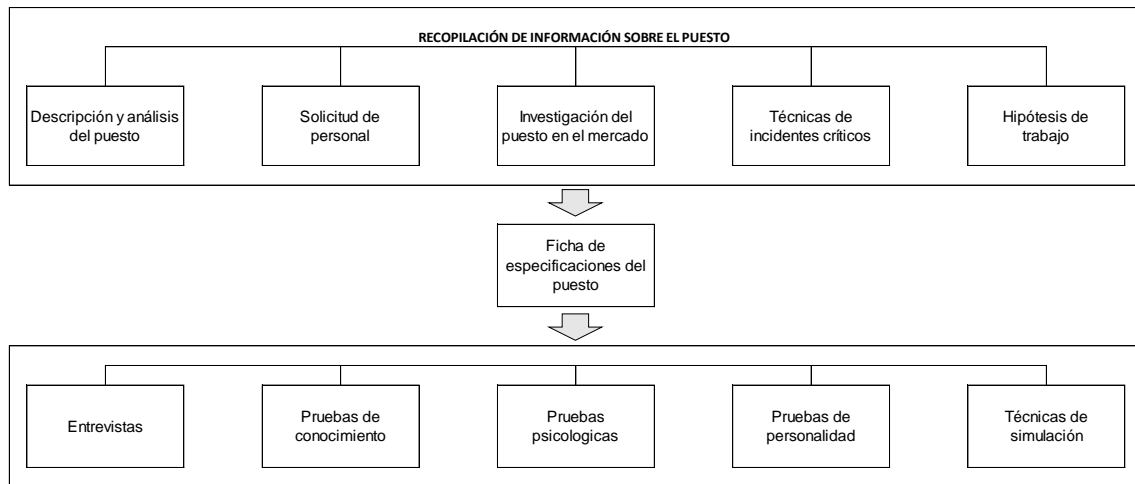 RECOPILACIÓN DE INFORMACIÓN SOBRE EL PUESTO
Descripción y análisis
del puesto
Solicitud de
personal
Investigación del
puesto en el mercado
Técnicas de
incidentes críticos
Hipótesis de
trabajo
Ficha de
especificaciones del
puesto
Entrevistas
Pruebas de
conocimiento
Pruebas
psicologicas
Pruebas de
personalidad
Técnicas de
simulación